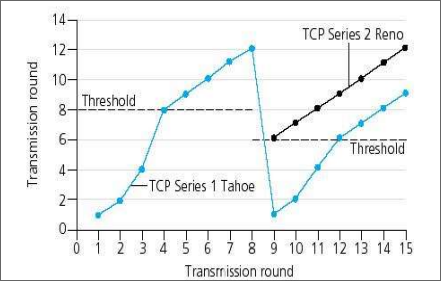 14
12
10
8
6
4
2
0
Transmission round
TCP Series 2 Reno
Threshold
Threshold
TCP Series 1 Tahoe
0 1 2 3 4 5 6 7 8 9 10 11 12 13 14 15
Transmission round